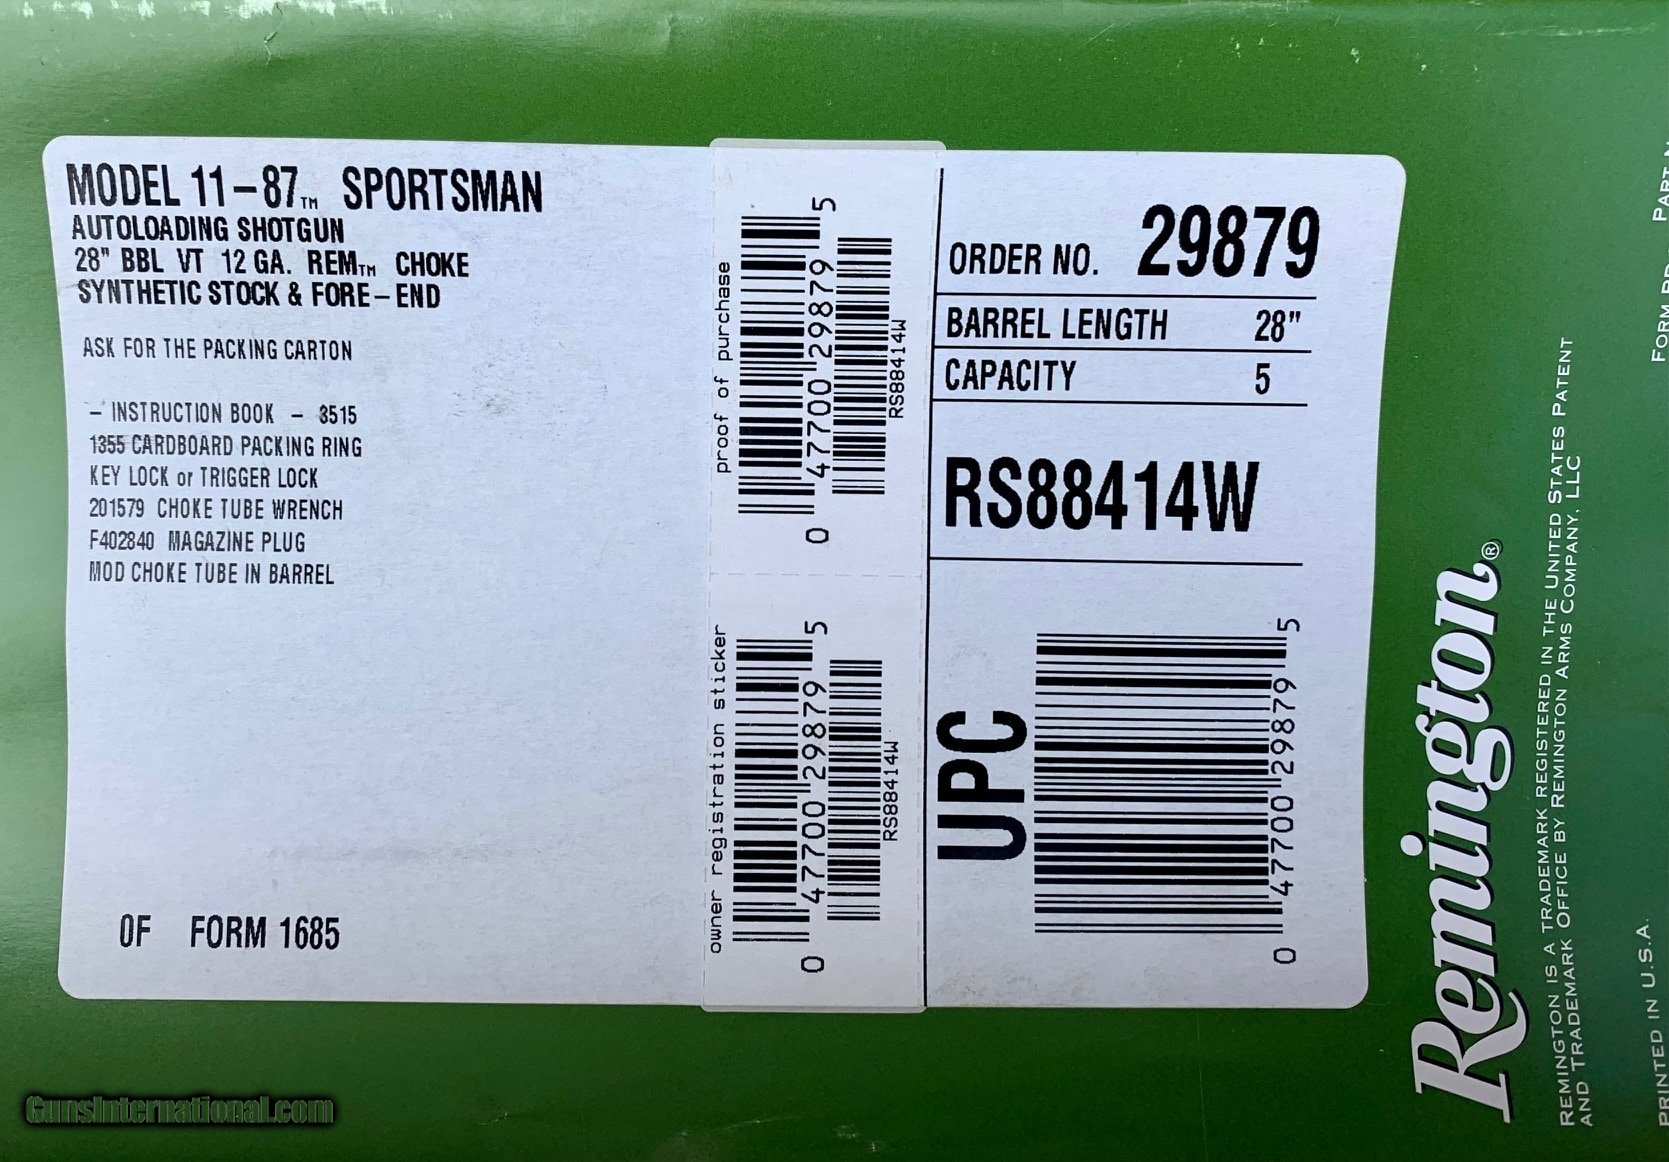 MODEL 11-87™ SPORTSMAN
AUTOLOADING SHOTGUN
28" BBL VT 12 GA. REM™ CHOKE
SYNTHETIC STOCK & FORE-END
ASK FOR THE PACKING CARTON
- INSTRUCTION BOOK - 3515
1355 CARDBOARD PACKING RING
KEY LOCK or TRIGGER LOCK
201579 CHOKE TUBE WRENCH
F402840 MAGAZINE PLUG
MOD CHOKE TUBE IN BARREL
OF FORM 1685
proof of purchase
0 47700 29879 5
RS88414W
owner registration sticker
0 47700 29879 5
RS88414W
ORDER NO. 29879
BARREL LENGTH 28"
CAPACITY 5
RS88414W
UPC
0 47700 29879 5
Remington®
REMINGTON IS A TRADEMARK REGISTERED IN THE UNITED STATES PATENT
AND TRADEMARK OFFICE BY REMINGTON ARMS COMPANY, LLC
PRINTED IN U.S.A.
FORM
PART
GunsInternational.com